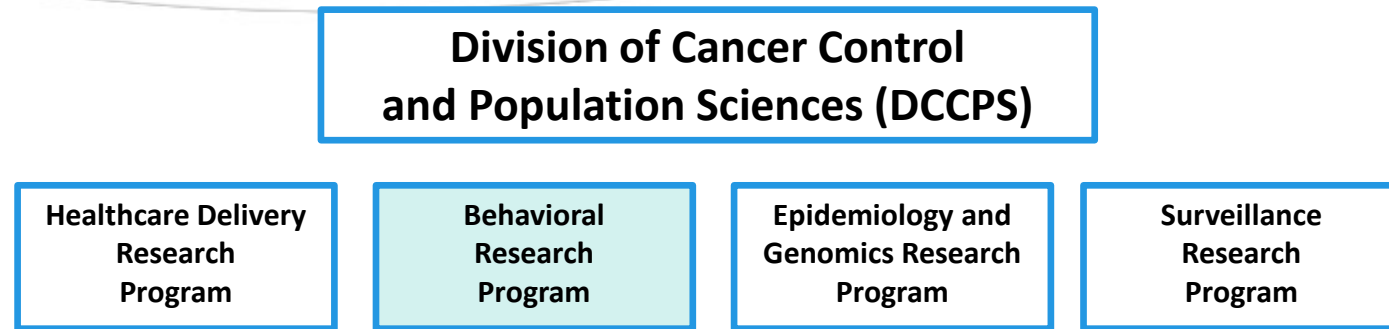 Division of Cancer Control
and Population Sciences (DCCPS)
Healthcare Delivery
Research
Program
Behavioral
Research
Program
Epidemiology and
Genomics Research
Program
Surveillance
Research
Program